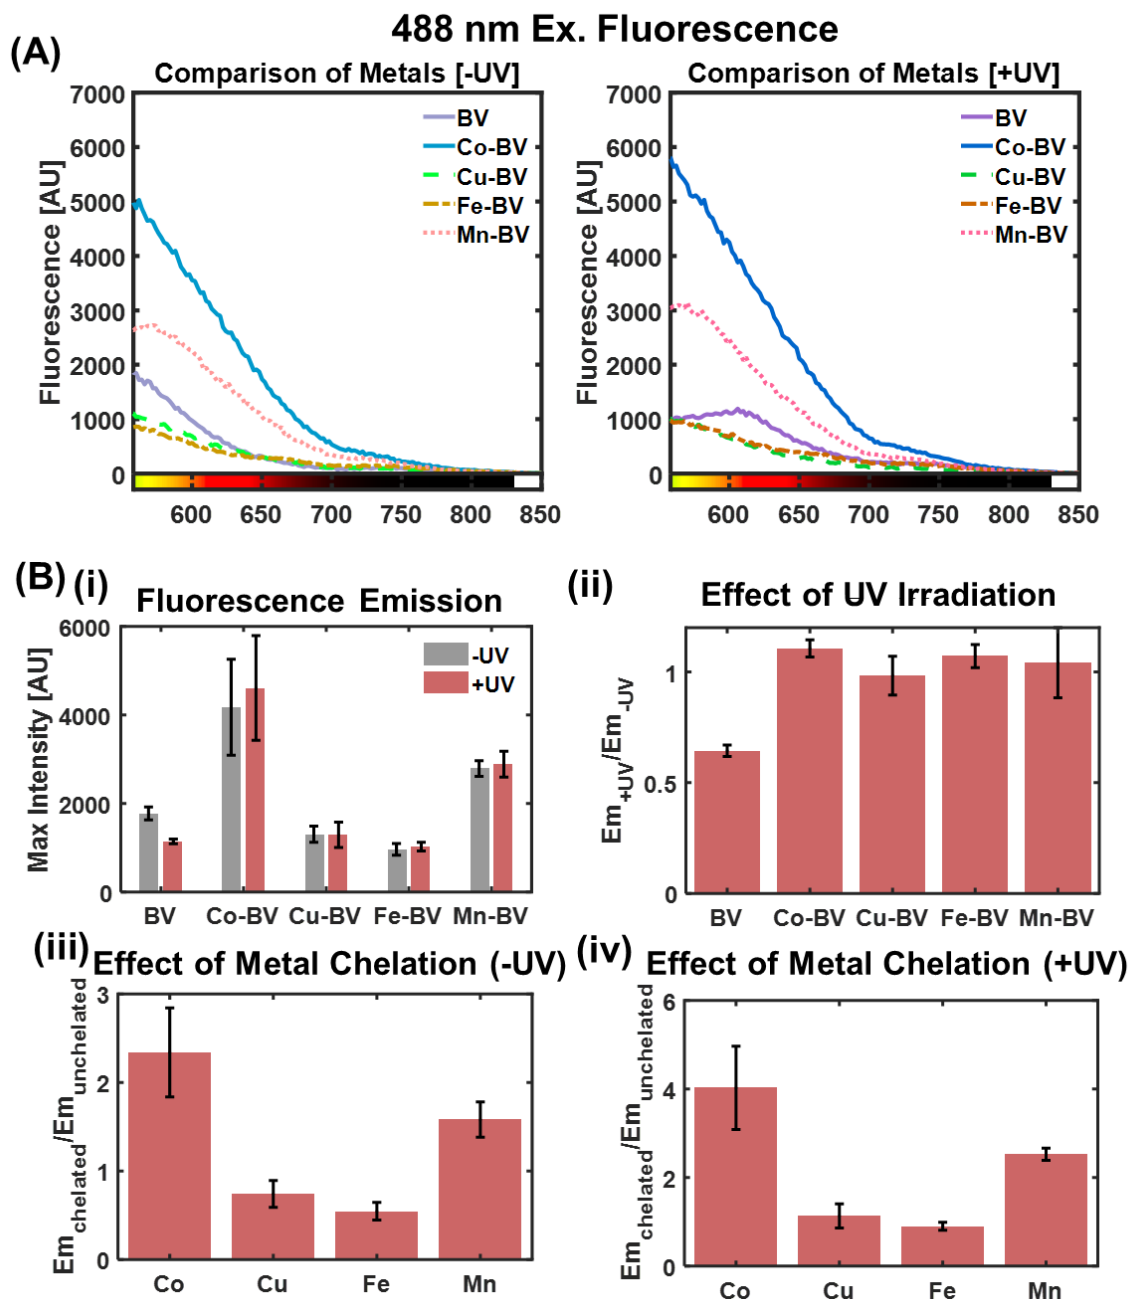 488 nm Ex. Fluorescence
(A)
Comparison of Metals [-UV]
Fluorescence [AU]
7000
6000
5000
4000
3000
2000
1000
0
BV
Co-BV
Cu-BV
Fe-BV
Mn-BV
600 650 700 750 800 850
Comparison of Metals [+UV]
Fluorescence [AU]
7000
6000
5000
4000
3000
2000
1000
0
BV
Co-BV
Cu-BV
Fe-BV
Mn-BV
600 650 700 750 800 850
(B)
(i)
Fluorescence Emission
Max Intensity [AU]
6000
4000
2000
0
-UV
+UV
BV Co-BV Cu-BV Fe-BV Mn-BV
(ii)
Effect of UV Irradiation
Em+UV/Em-UV
1
0.5
0
BV Co-BV Cu-BV Fe-BV Mn-BV
(iii)
Effect of Metal Chelation (-UV)
Emchelated/Emunchelated
3
2
1
0
Co Cu Fe Mn
(iv)
Effect of Metal Chelation (+UV)
Emchelated/Emunchelated
6
4
2
0
Co Cu Fe Mn